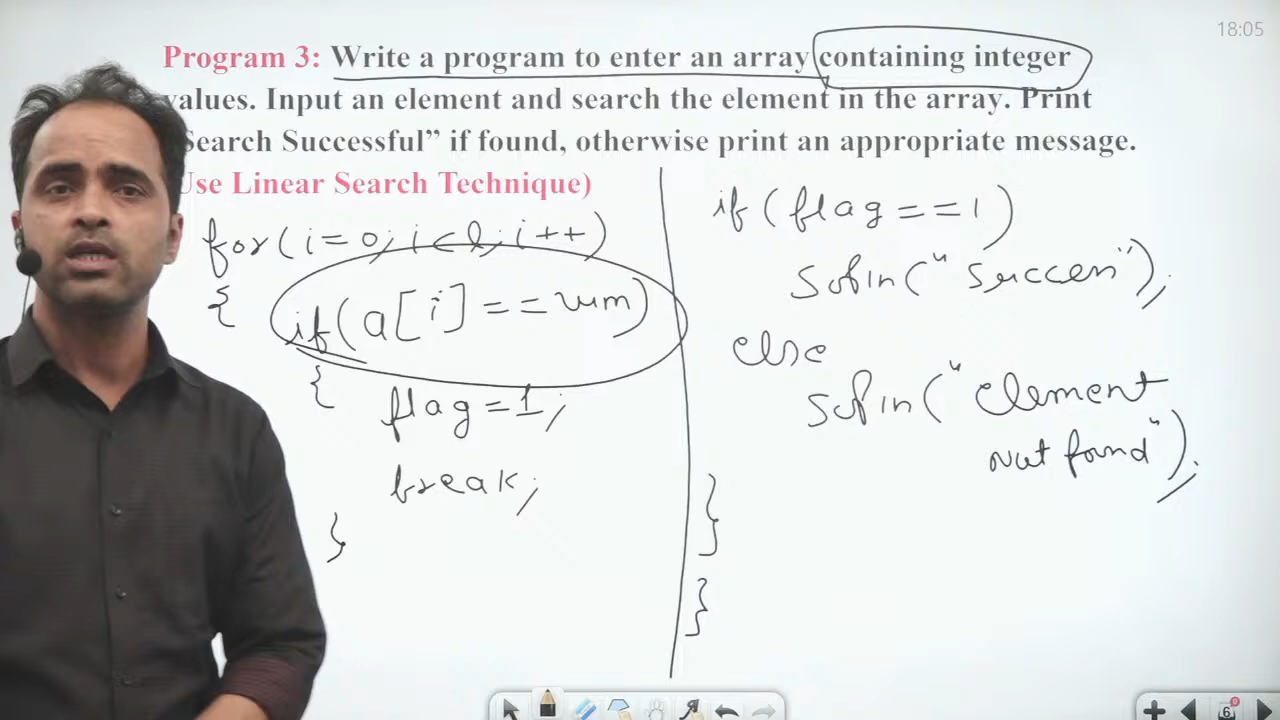 18:05
Program 3: Write a program to enter an array containing integer
values. Input an element and search the element in the array. Print
Search Successful” if found, otherwise print an appropriate message.
Use Linear Search Technique)
for(i=0;i<l;i++)
{
if(a[i]==num)
{
flag=1;
break;
}
if(flag==1)
Sopln("Success");
else
Sopln("Element
not found");
}
}
6